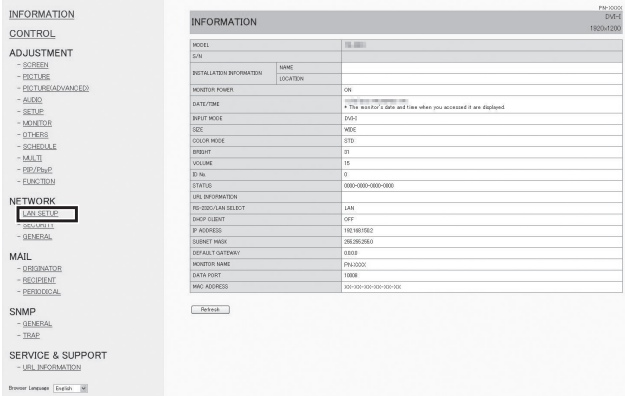 INFORMATION
CONTROL
ADJUSTMENT
– SCREEN
– PICTURE
– PICTURE(ADVANCED)
– AUDIO
– SETUP
– MONITOR
– OTHERS
– SCHEDULE
– MULTI
– PIP/PbyP
– FUNCTION
NETWORK
LAN SETUP
– SECURITY
– GENERAL
MAIL
– ORIGINATOR
– RECIPIENT
– PERIODICAL
SNMP
– GENERAL
– TRAP
SERVICE & SUPPORT
– URL INFORMATION
Browser Language English
PN-XXXX
INFORMATION
DVI-I
1920x1200
MODEL
S/N
INSTALLATION INFORMATION NAME
LOCATION
MONITOR POWER ON
DATE/TIME
* The monitor's date and time when you accessed it are displayed.
INPUT MODE DVI-I
SIZE WIDE
COLOR MODE STD
BRIGHT 31
VOLUME 15
ID No. 0
STATUS 0000-0000-0000-0000
URL INFORMATION
RS-232C/LAN SELECT LAN
DHCP CLIENT OFF
IP ADDRESS 192.168.150.2
SUBNET MASK 255.255.255.0
DEFAULT GATEWAY 0.0.0.0
MONITOR NAME PN-XXXX
DATA PORT 10008
MAC ADDRESS XX-XX-XX-XX-XX-XX
Refresh